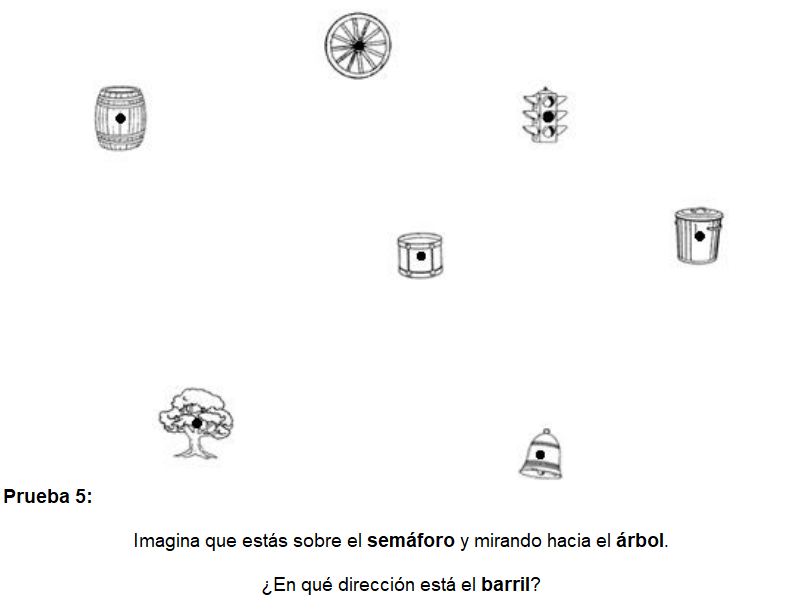 Prueba 5:
Imagina que estás sobre el semáforo y mirando hacia el árbol.
¿En qué dirección está el barril?